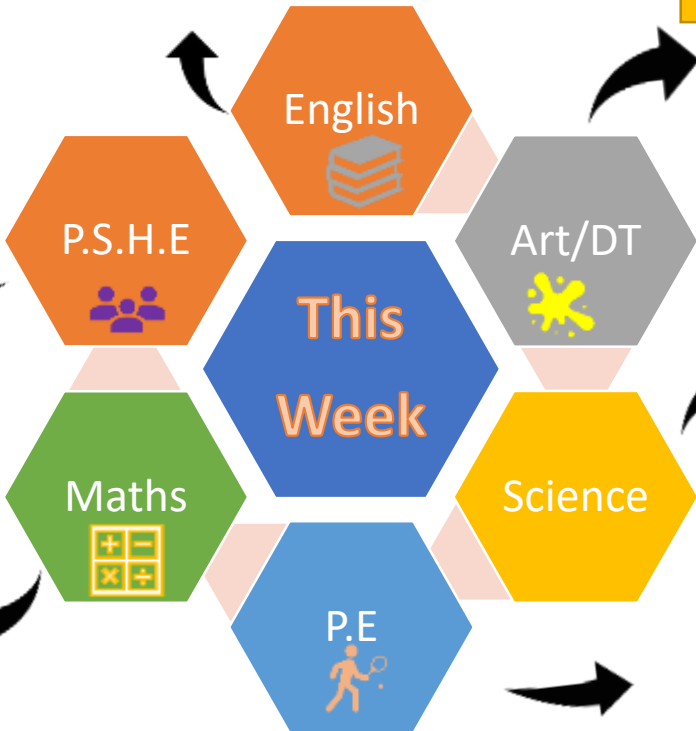 English
P.S.H.E
Art/DT
This
Week
Maths
Science
P.E